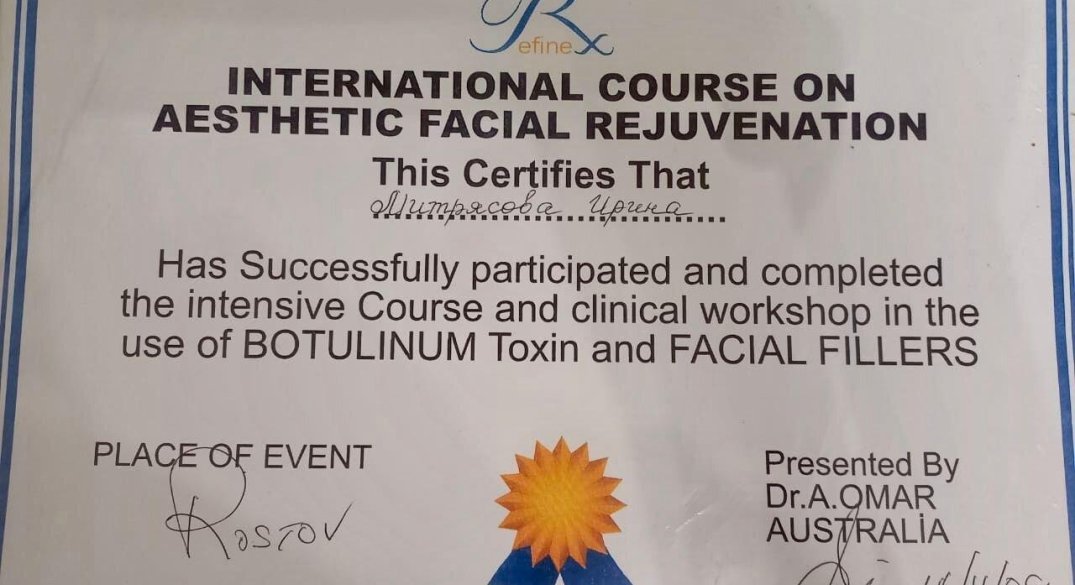 Refinex
INTERNATIONAL COURSE ON
AESTHETIC FACIAL REJUVENATION
This Certifies That
Митрясова Ирина
Has Successfully participated and completed
the intensive Course and clinical workshop in the
use of BOTULINUM Toxin and FACIAL FILLERS
PLACE OF EVENT
Rostov
Presented By
Dr.A.OMAR
AUSTRALİA